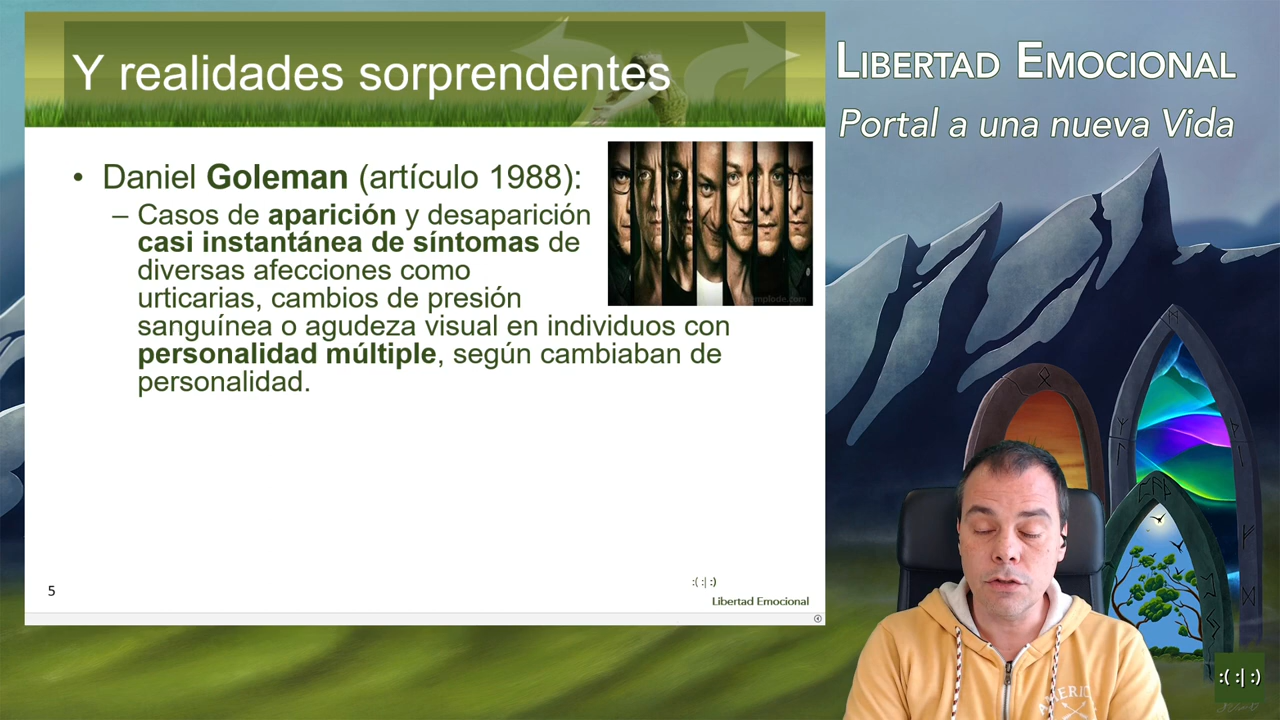 Y realidades sorprendentes
LIBERTAD EMOCIONAL
Portal a una nueva Vida
• Daniel Goleman (artículo 1988):
– Casos de aparición y desaparición
casi instantánea de síntomas de
diversas afecciones como
urticarias, cambios de presión
sanguínea o agudeza visual en individuos con
personalidad múltiple, según cambiaban de
personalidad.
5
:( :| :)
Libertad Emocional
:( :| :)